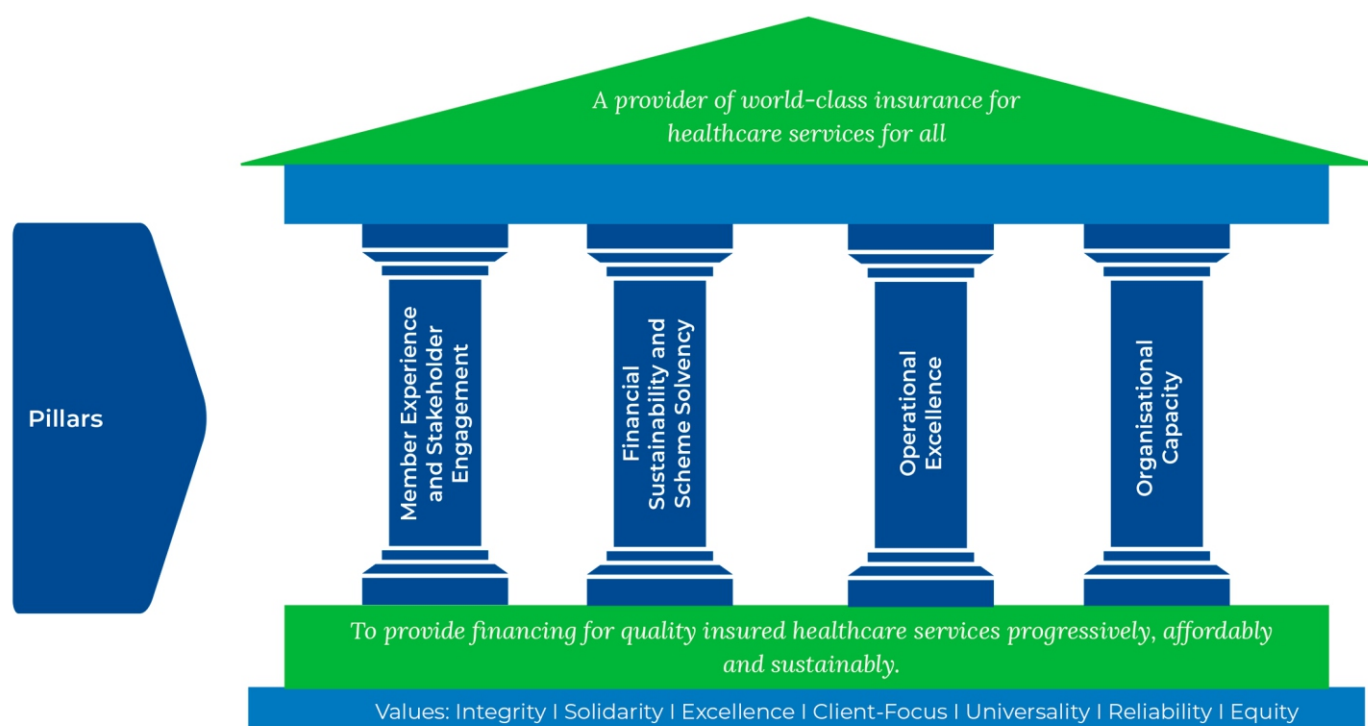 A provider of world-class insurance for
healthcare services for all
Pillars
Member Experience
and Stakeholder
Engagement
Financial
Sustainability and
Scheme Solvency
Operational
Excellence
Organisational
Capacity
To provide financing for quality insured healthcare services progressively, affordably
and sustainably.
Values: Integrity I Solidarity I Excellence I Client-Focus I Universality I Reliability I Equity